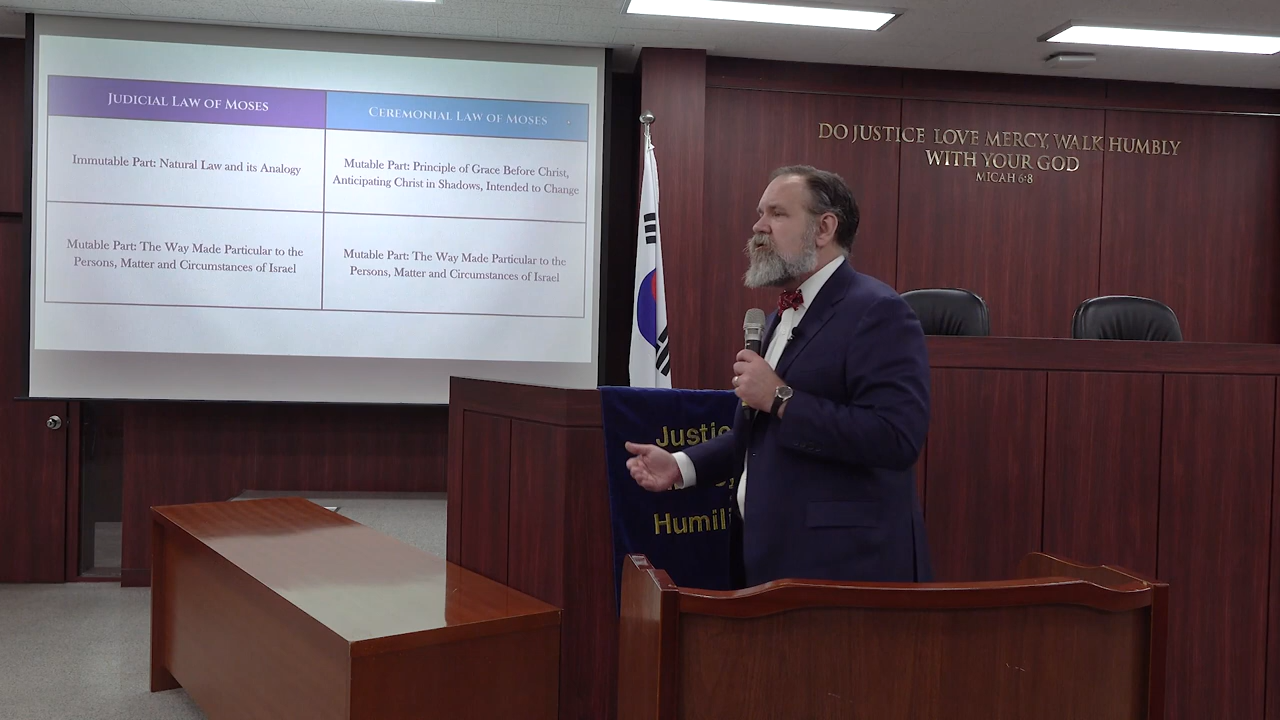 JUDICIAL LAW OF MOSES
CEREMONIAL LAW OF MOSES
Immutable Part: Natural Law and its Analogy
Mutable Part: Principle of Grace Before Christ,
Anticipating Christ in Shadows, Intended to Change
Mutable Part: The Way Made Particular to the
Persons, Matter and Circumstances of Israel
Mutable Part: The Way Made Particular to the
Persons, Matter and Circumstances of Israel
DO JUSTICE LOVE MERCY, WALK HUMBLY
WITH YOUR GOD
MICAH 6:8
Justic
Humili